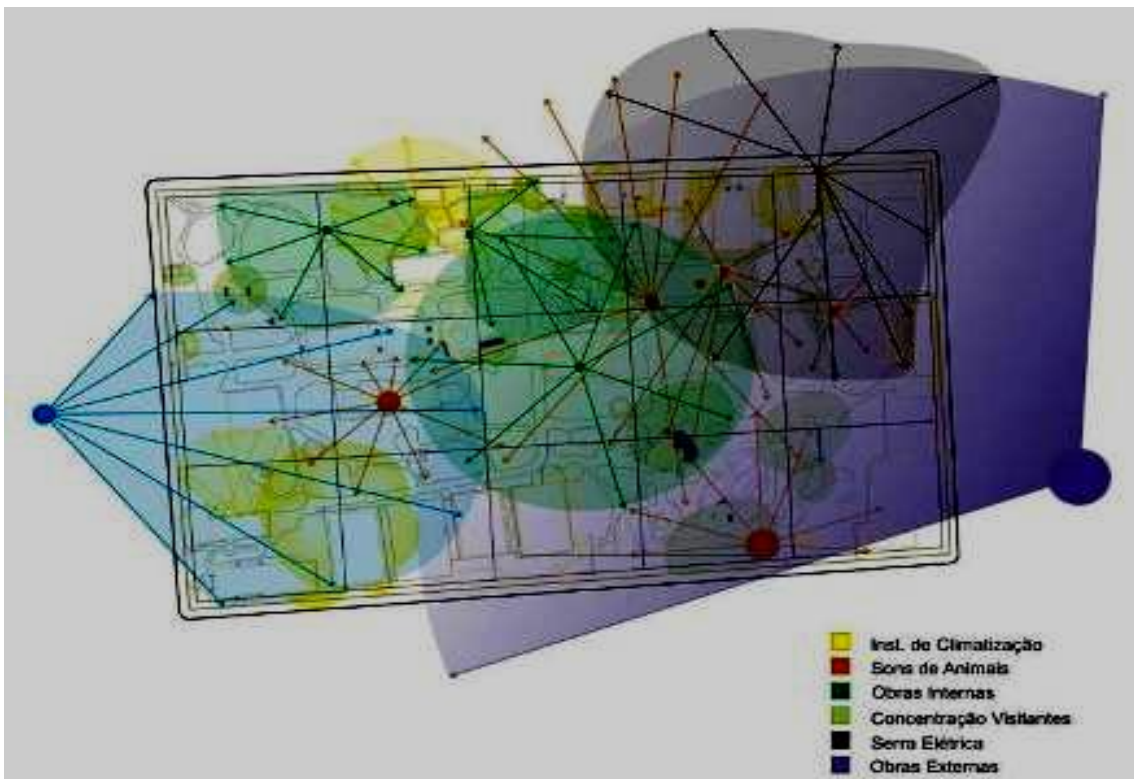 Inst. de Climatização
Sons de Animais
Obras Internas
Concentração Visitantes
Serra Elétrica
Obras Externas